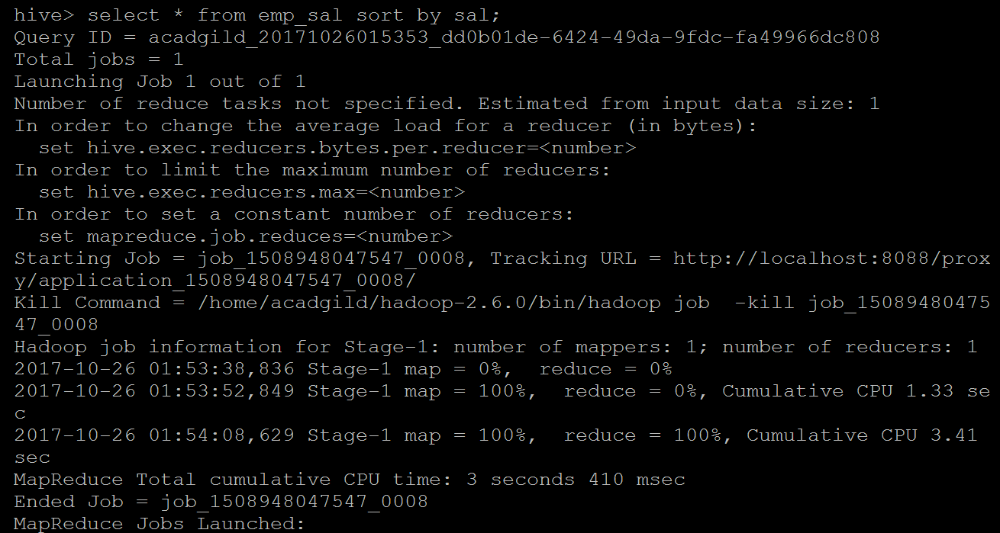 hive> select * from emp_sal sort by sal;
Query ID = acadgild_20171026015353_dd0b01de-6424-49da-9fdc-fa49966dc808
Total jobs = 1
Launching Job 1 out of 1
Number of reduce tasks not specified. Estimated from input data size: 1
In order to change the average load for a reducer (in bytes):
  set hive.exec.reducers.bytes.per.reducer=<number>
In order to limit the maximum number of reducers:
  set hive.exec.reducers.max=<number>
In order to set a constant number of reducers:
  set mapreduce.job.reduces=<number>
Starting Job = job_1508948047547_0008, Tracking URL = http://localhost:8088/prox
y/application_1508948047547_0008/
Kill Command = /home/acadgild/hadoop-2.6.0/bin/hadoop job  -kill job_15089480475
47_0008
Hadoop job information for Stage-1: number of mappers: 1; number of reducers: 1
2017-10-26 01:53:38,836 Stage-1 map = 0%,  reduce = 0%
2017-10-26 01:53:52,849 Stage-1 map = 100%,  reduce = 0%, Cumulative CPU 1.33 se
c
2017-10-26 01:54:08,629 Stage-1 map = 100%,  reduce = 100%, Cumulative CPU 3.41
sec
MapReduce Total cumulative CPU time: 3 seconds 410 msec
Ended Job = job_1508948047547_0008
MapReduce Jobs Launched: